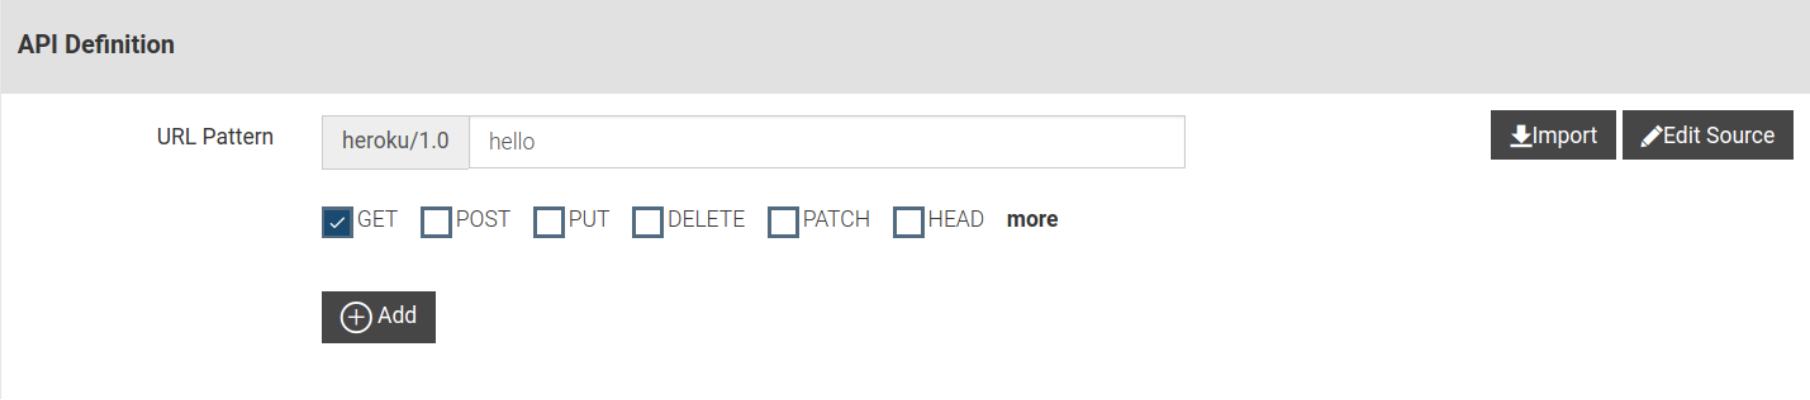 API Definition
URL Pattern heroku/1.0 hello Import Edit Source
GET POST PUT DELETE PATCH HEAD more
Add